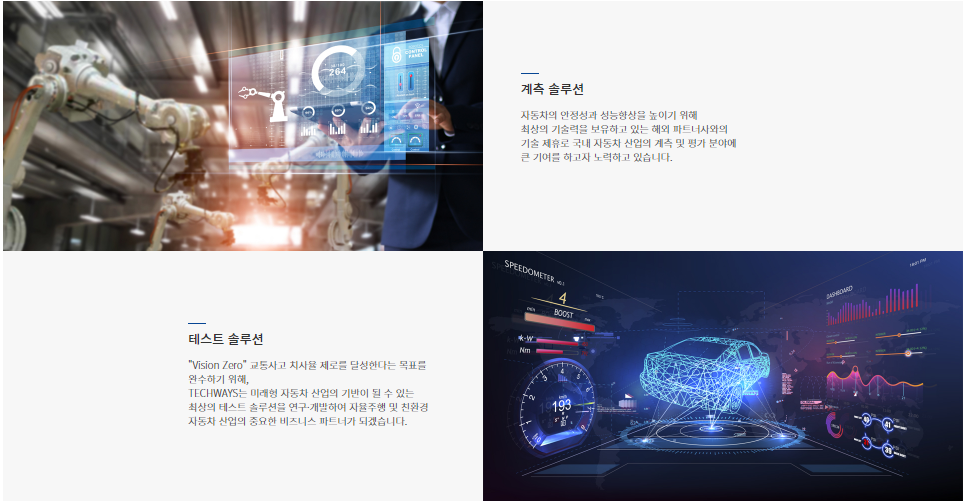 264
CONTROL
PANEL
계측 솔루션
자동차의 안정성과 성능향상을 높이기 위해
최상의 기술력을 보유하고 있는 해외 파트너사와의
기술 제휴로 국내 자동차 산업의 계측 및 평가 분야에
큰 기여를 하고자 노력하고 있습니다.
테스트 솔루션
"Vision Zero" 교통사고 치사율 제로를 달성한다는 목표를
완수하기 위해,
TECHWAYS는 미래형 자동차 산업의 기반이 될 수 있는
최상의 테스트 솔루션을 연구·개발하여 자율주행 및 친환경
자동차 산업의 중요한 비즈니스 파트너가 되겠습니다.
SPEEDOMETER
4
min BOOST
k-W
Nm
193
DASHBOARD
41
39